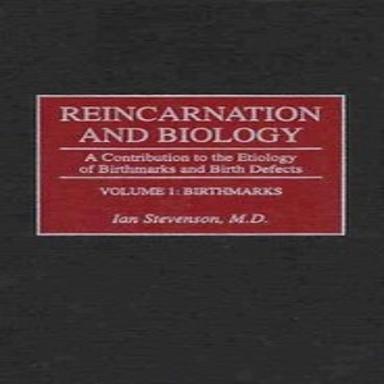 REINCARNATION
AND BIOLOGY
A Contribution to the Etiology
of Birthmarks and Birth Defects
VOLUME 1: BIRTHMARKS
Ian Stevenson, M.D.